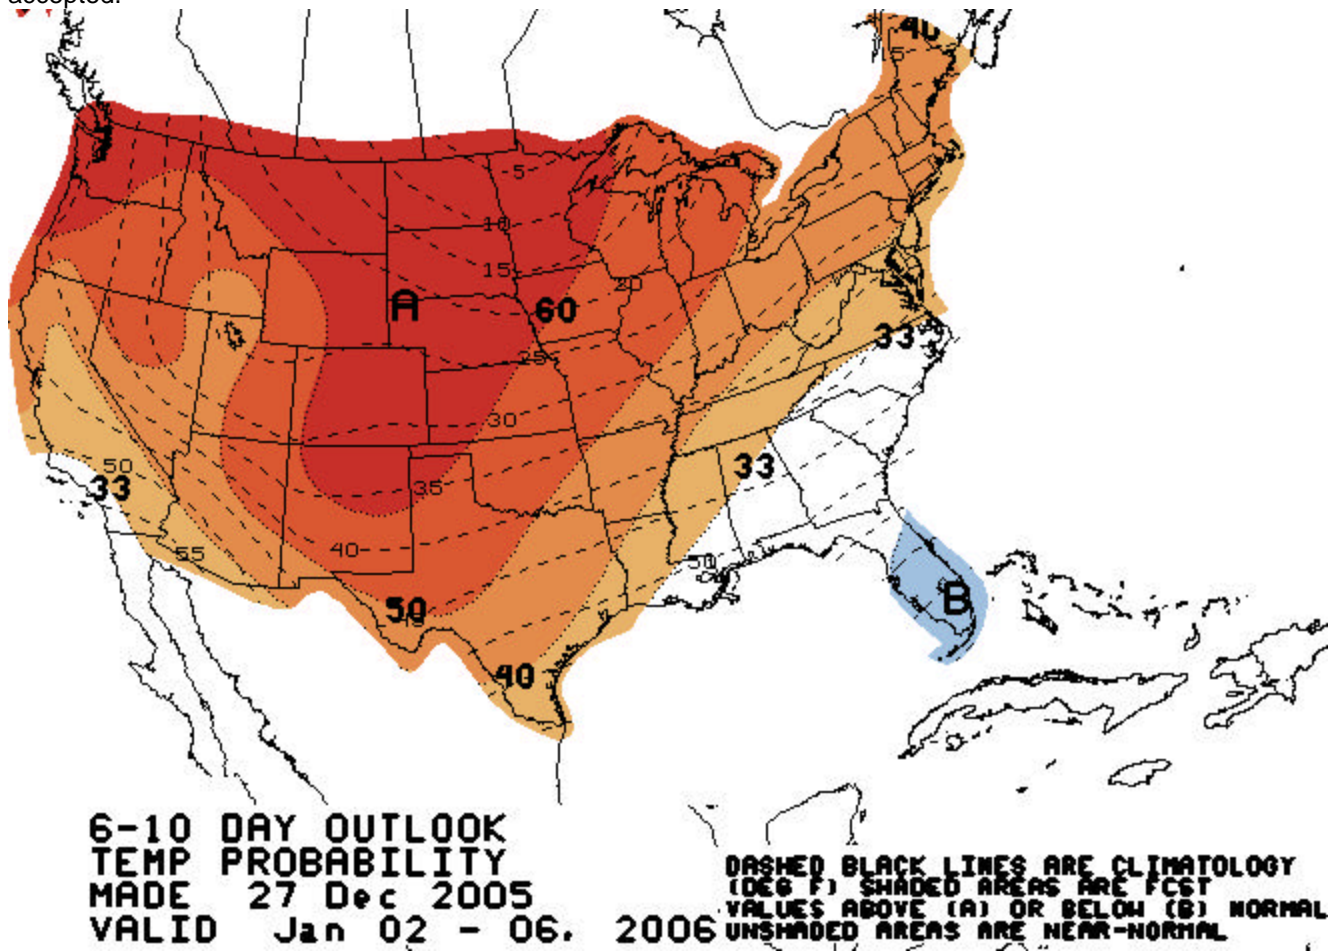 accepted.
40
15
-5
10
15
A
60
20
25
33
30
50
33
33
35
55
40
50
50
B
40
6-10 DAY OUTLOOK
TEMP PROBABILITY
MADE 27 Dec 2005
VALID Jan 02 - 06, 2006
DASHED BLACK LINES ARE CLIMATOLOGY
(DEG F) SHADED AREAS ARE FCST
VALUES ABOVE (A) OR BELOW (B) NORMAL
UNSHADED AREAS ARE NEAR-NORMAL